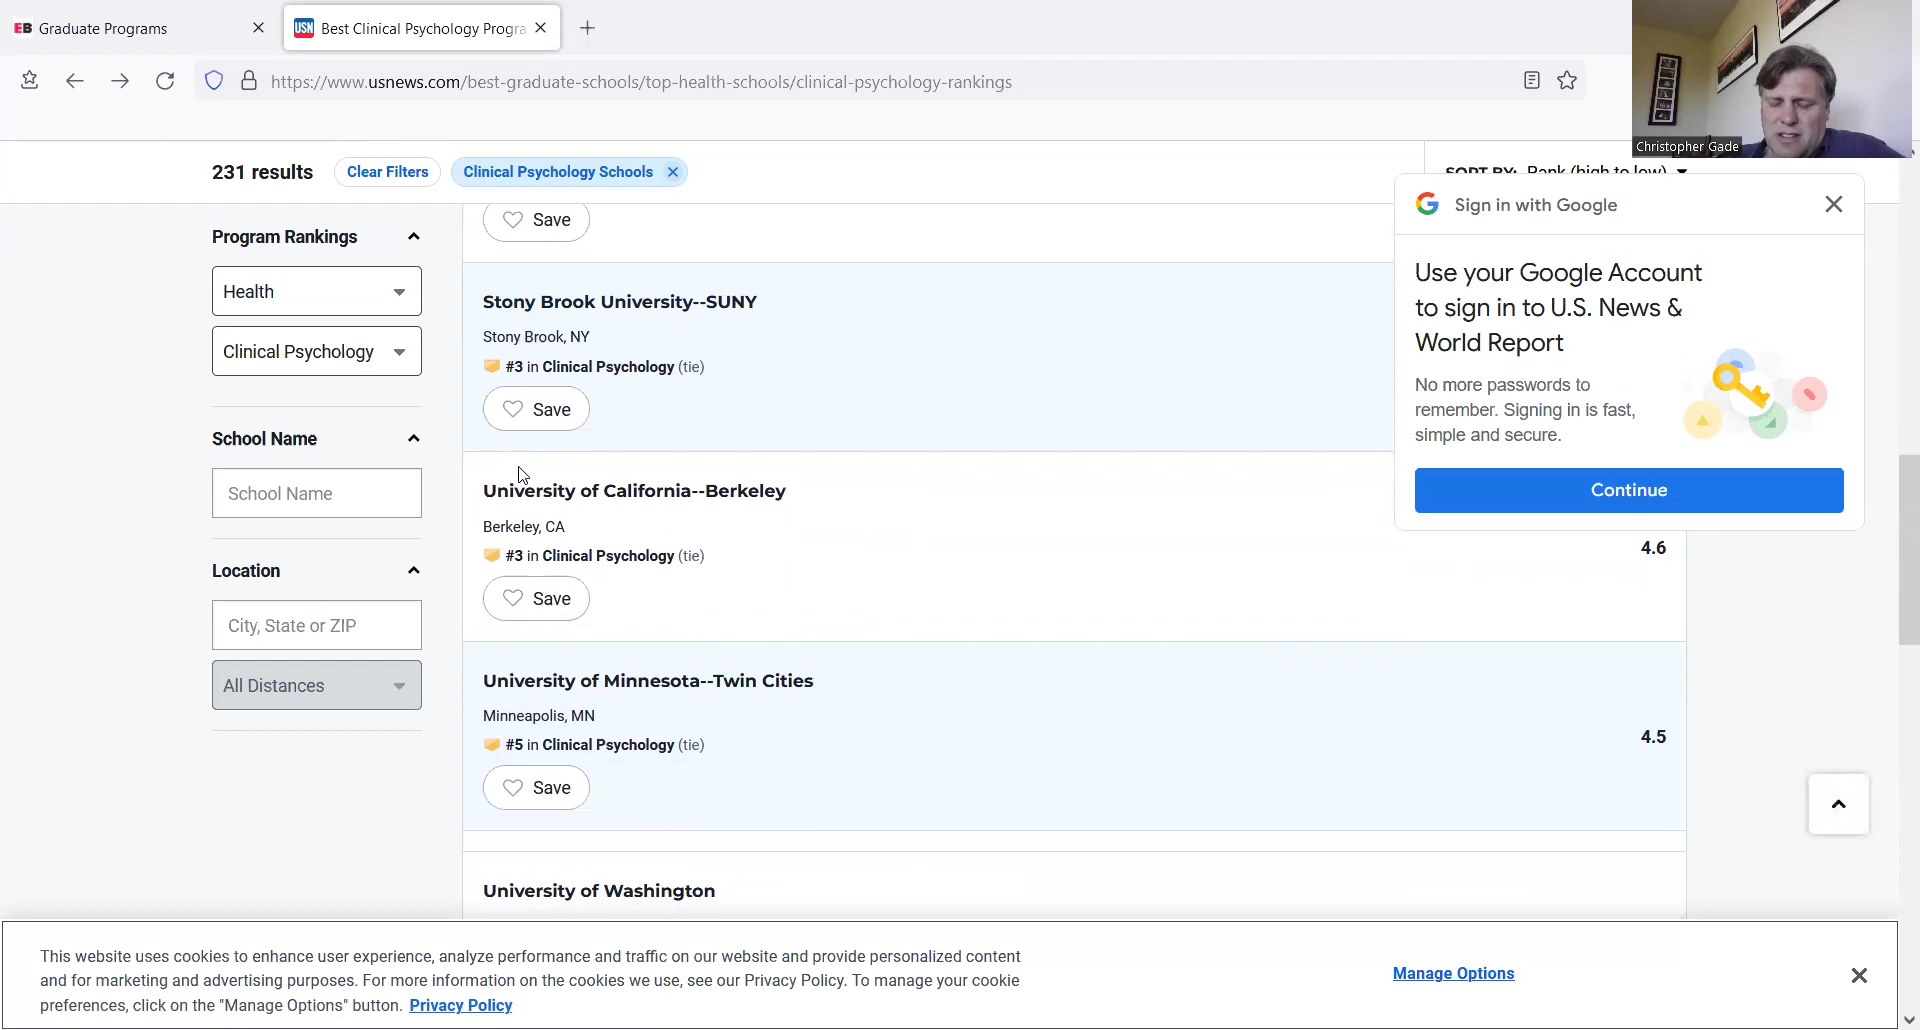 EB Graduate Programs
USN Best Clinical Psychology Progra
https://www.usnews.com/best-graduate-schools/top-health-schools/clinical-psychology-rankings
Christopher Gade
231 results
Clear Filters
Clinical Psychology Schools
SORT BY: Rank (high to low)
Program Rankings
Health
Clinical Psychology
School Name
School Name
Location
City, State or ZIP
All Distances
Save
Stony Brook University--SUNY
Stony Brook, NY
#3 in Clinical Psychology (tie)
Save
University of California--Berkeley
Berkeley, CA
#3 in Clinical Psychology (tie)
4.6
Save
University of Minnesota--Twin Cities
Minneapolis, MN
#5 in Clinical Psychology (tie)
4.5
Save
University of Washington
Sign in with Google
Use your Google Account
to sign in to U.S. News &
World Report
No more passwords to
remember. Signing in is fast,
simple and secure.
Continue
This website uses cookies to enhance user experience, analyze performance and traffic on our website and provide personalized content
and for marketing and advertising purposes. For more information on the cookies we use, see our Privacy Policy. To manage your cookie
preferences, click on the "Manage Options" button. Privacy Policy
Manage Options